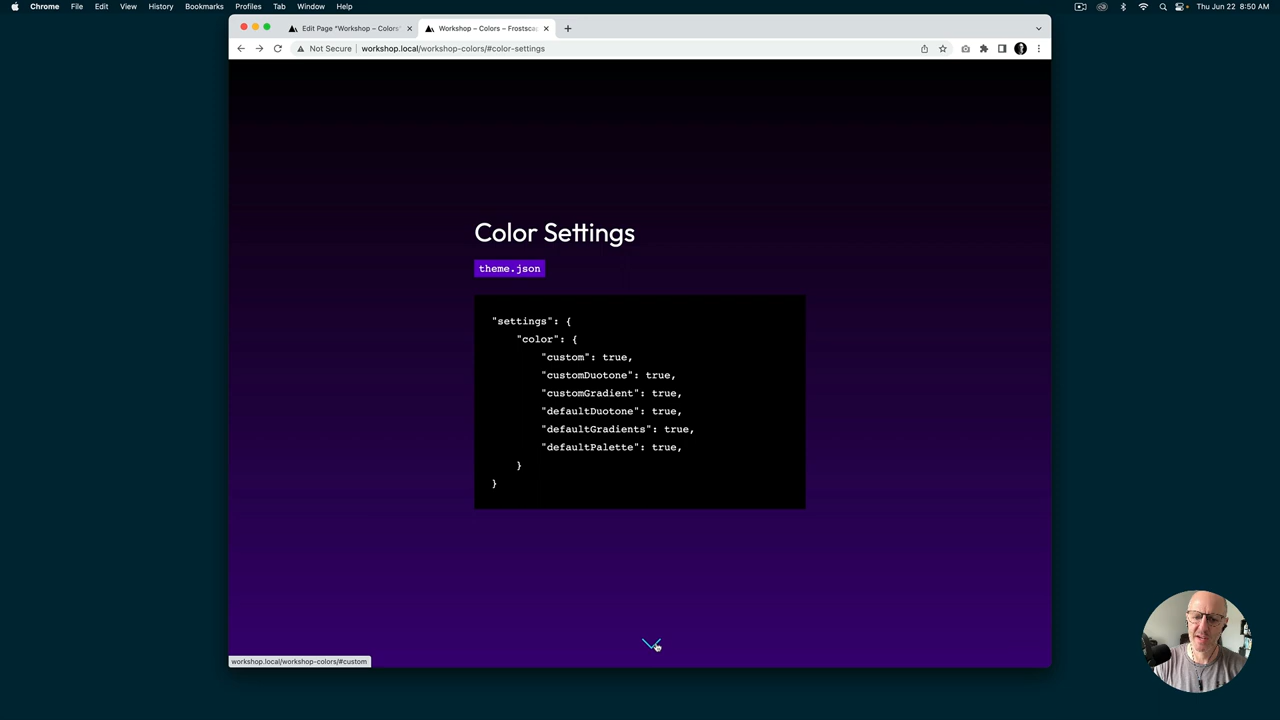 Chrome File Edit View History Bookmarks Profiles Tab Window Help
Thu Jun 22 8:50 AM
Edit Page "Workshop – Colors"
Workshop – Colors – Frostsca
Not Secure workshop.local/workshop-colors/#color-settings
Color Settings
theme.json
"settings": {
"color": {
"custom": true,
"customDuotone": true,
"customGradient": true,
"defaultDuotone": true,
"defaultGradients": true,
"defaultPalette": true,
}
}
workshop.local/workshop-colors/#custom